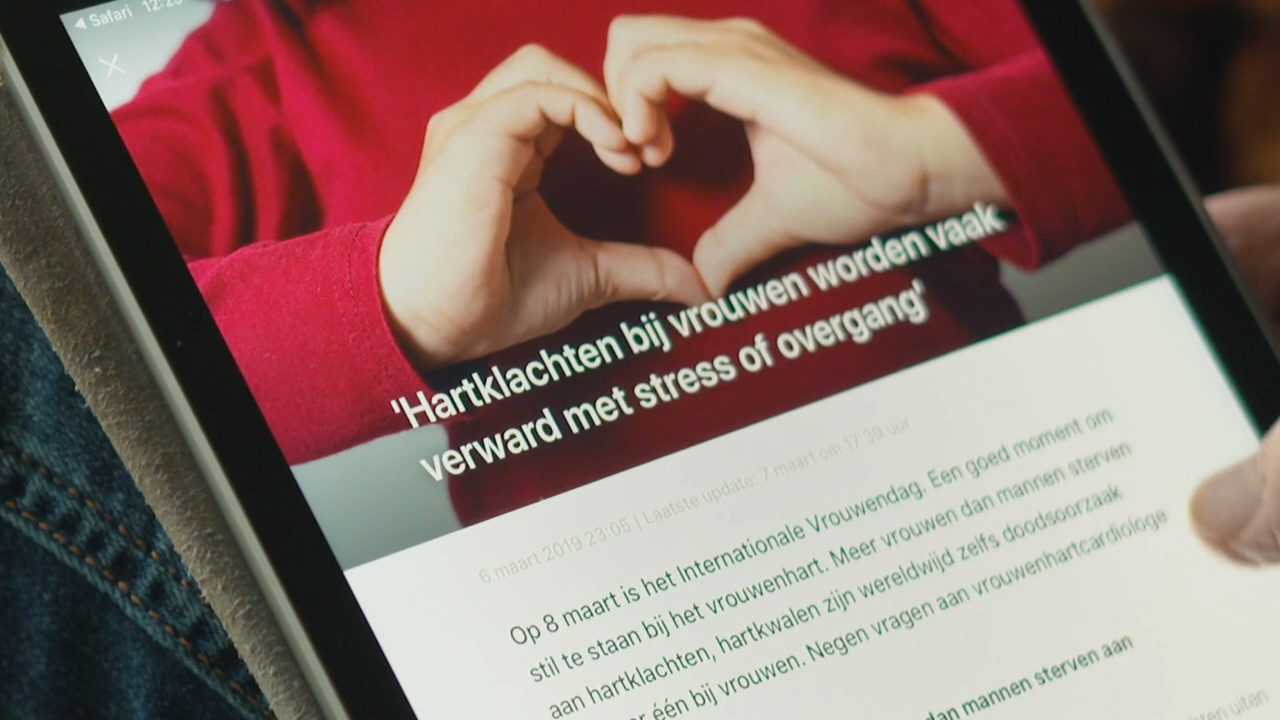 Safari 12:23
'Hartklachten bij vrouwen worden vaak
verward met stress of overgang'
6 maart 2019 23:05 | Laatste update: 7 maart om 17:39 uur
Op 8 maart is het Internationale Vrouwendag. Een goed moment om
stil te staan bij het vrouwenhart. Meer vrouwen dan mannen sterven
aan hartklachten, hartkwalen zijn wereldwijd zelfs doodsoorzaak
één bij vrouwen. Negen vragen aan vrouwenhartcardiologe
dan mannen sterven aan
uiten